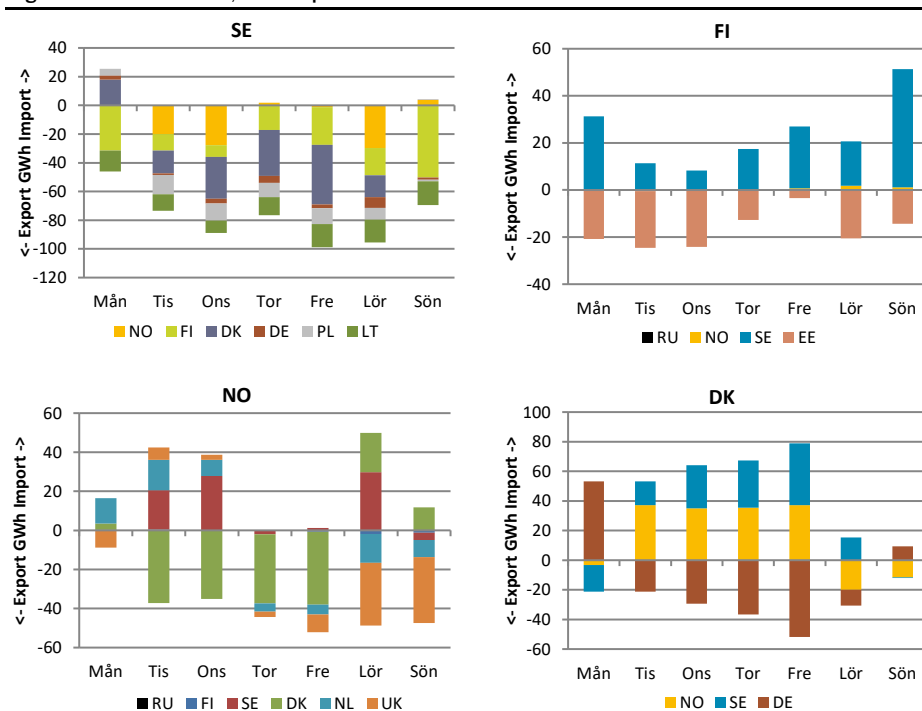 SE
<- Export GWh Import ->
40
20
0
-20
-40
-60
-80
-100
-120
Mån Tis Ons Tor Fre Lör Sön
NO FI DK DE PL LT
FI
<- Export GWh Import ->
60
40
20
0
-20
-40
Mån Tis Ons Tor Fre Lör Sön
RU NO SE EE
NO
<- Export GWh Import ->
60
40
20
0
-20
-40
-60
Mån Tis Ons Tor Fre Lör Sön
RU FI SE DK NL UK
DK
<- Export GWh Import ->
100
80
60
40
20
0
-20
-40
-60
Mån Tis Ons Tor Fre Lör Sön
NO SE DE